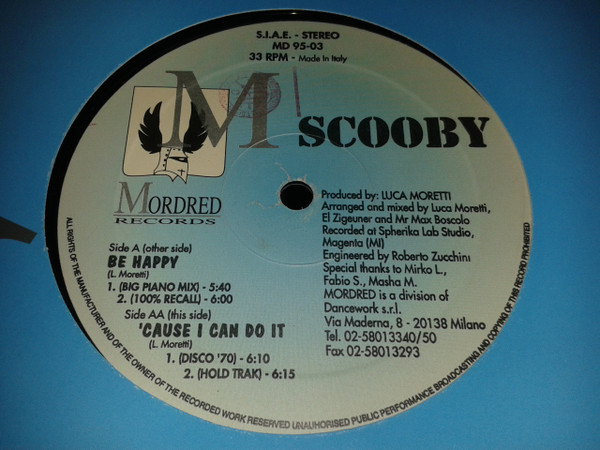 S.I.A.E. - STEREO
MD 95-03
33 RPM - Made in Italy
M SCOOBY
MORDRED
RECORDS
Side A (other side)
BE HAPPY
(L. Moretti)
1. (BIG PIANO MIX) - 5:40
2. (100% RECALL) - 6:00
Side AA (this side)
'CAUSE I CAN DO IT
(L. Moretti)
1. (DISCO '70) - 6:10
2. (HOLD TRAK) - 6:15
Produced by: LUCA MORETTI
Arranged and mixed by Luca Moretti,
El Zigeuner and Mr Max Boscolo
Recorded at Spherika Lab Studio,
Magenta (MI)
Engineered by Roberto Zucchini
Special thanks to Mirko L.,
Fabio S., Masha M.
MORDRED is a division of
Dancework s.r.l.
Via Maderna, 8 - 20138 Milano
Tel. 02-58013340/50
Fax 02-58013293
ALL RIGHTS OF THE MANUFACTURER AND OF THE OWNER OF THE RECORDED WORK RESERVED UNAUHORISED PUBLIC PERFORMANCE BROADCASTING AND COPYING OF THIS RECORD PROHIBITED